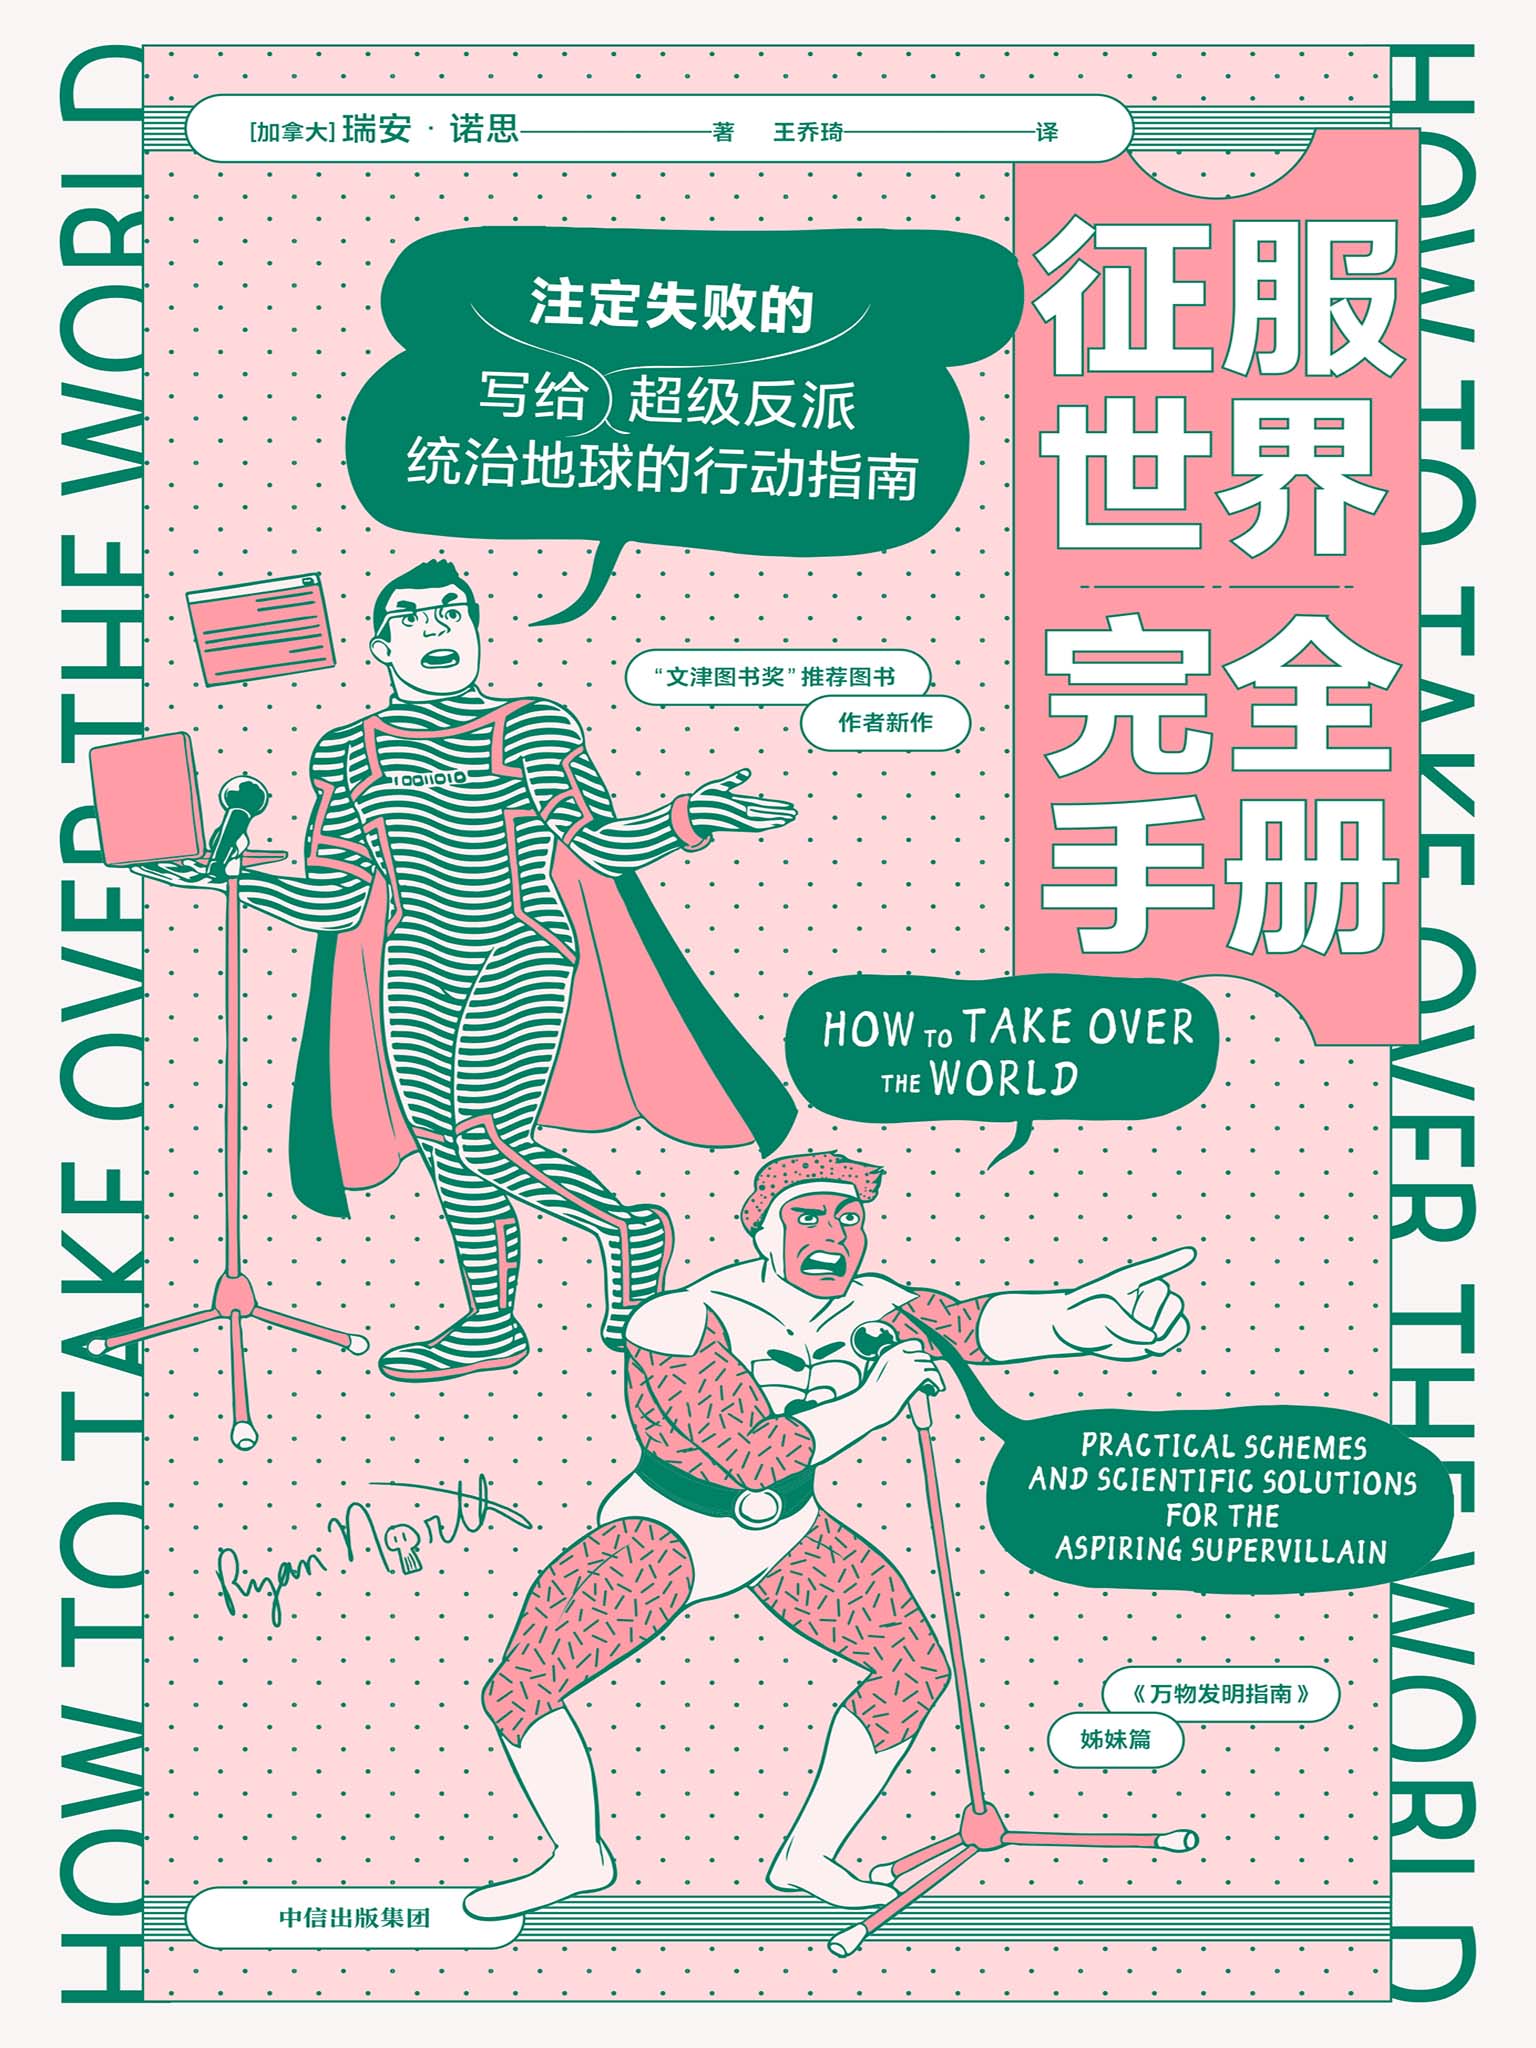 [加拿大] 瑞安 · 诺思 著 王乔琦 译
征服
世界
完全
手册
注定失败的
写给 超级反派
统治地球的行动指南
“文津图书奖”推荐图书
作者新作
10011010
HOW TO TAKE OVER
THE WORLD
PRACTICAL SCHEMES
AND SCIENTIFIC SOLUTIONS
FOR THE
ASPIRING SUPERVILLAIN
Ryan North
《万物发明指南》
姊妹篇
中信出版集团
HOW TO TAKE OVER THE WORLD
HOW TO TAKE OVER THE WORLD